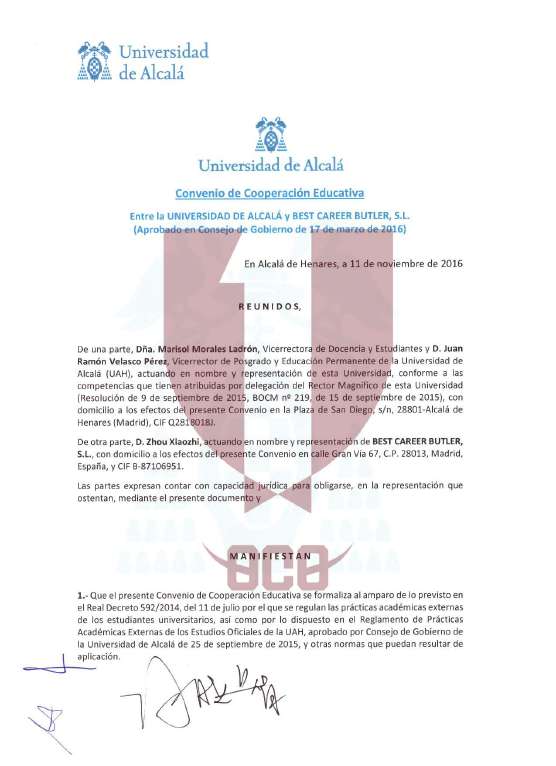 Universidad
de Alcalá
Universidad de Alcalá
Convenio de Cooperación Educativa
Entre la UNIVERSIDAD DE ALCALÁ y BEST CAREER BUTLER, S.L.
(Aprobado en Consejo de Gobierno de 17 de marzo de 2016)
En Alcalá de Henares, a 11 de noviembre de 2016
REUNIDOS,
De una parte, Dña. Marisol Morales Ladrón, Vicerrectora de Docencia y Estudiantes y D. Juan
Ramón Velasco Pérez, Vicerrector de Posgrado y Educación Permanente de la Universidad de
Alcalá (UAH), actuando en nombre y representación de esta Universidad, conforme a las
competencias que tienen atribuidas por delegación del Rector Magnífico de esta Universidad
(Resolución de 9 de septiembre de 2015, BOCM nº 219, de 15 de septiembre de 2015), con
domicilio a los efectos del presente Convenio en la Plaza de San Diego, s/n, 28801-Alcalá de
Henares (Madrid), CIF Q2818018J.
De otra parte, D. Zhou Xiaozhi, actuando en nombre y representación de BEST CAREER BUTLER,
S.L., con domicilio a los efectos del presente Convenio en calle Gran Vía 67, C.P. 28013, Madrid,
España, y CIF B-87106951.
Las partes expresan contar con capacidad jurídica para obligarse, en la representación que
ostentan, mediante el presente documento y
MANIFIESTAN
OCO
1.- Que el presente Convenio de Cooperación Educativa se formaliza al amparo de lo previsto en
el Real Decreto 592/2014, del 11 de julio por el que se regulan las prácticas académicas externas
de los estudiantes universitarios, así como por lo dispuesto en el Reglamento de Prácticas
Académicas Externas de los Estudios Oficiales de la UAH, aprobado por Consejo de Gobierno de
la Universidad de Alcalá de 25 de septiembre de 2015, y otras normas que puedan resultar de
aplicación.